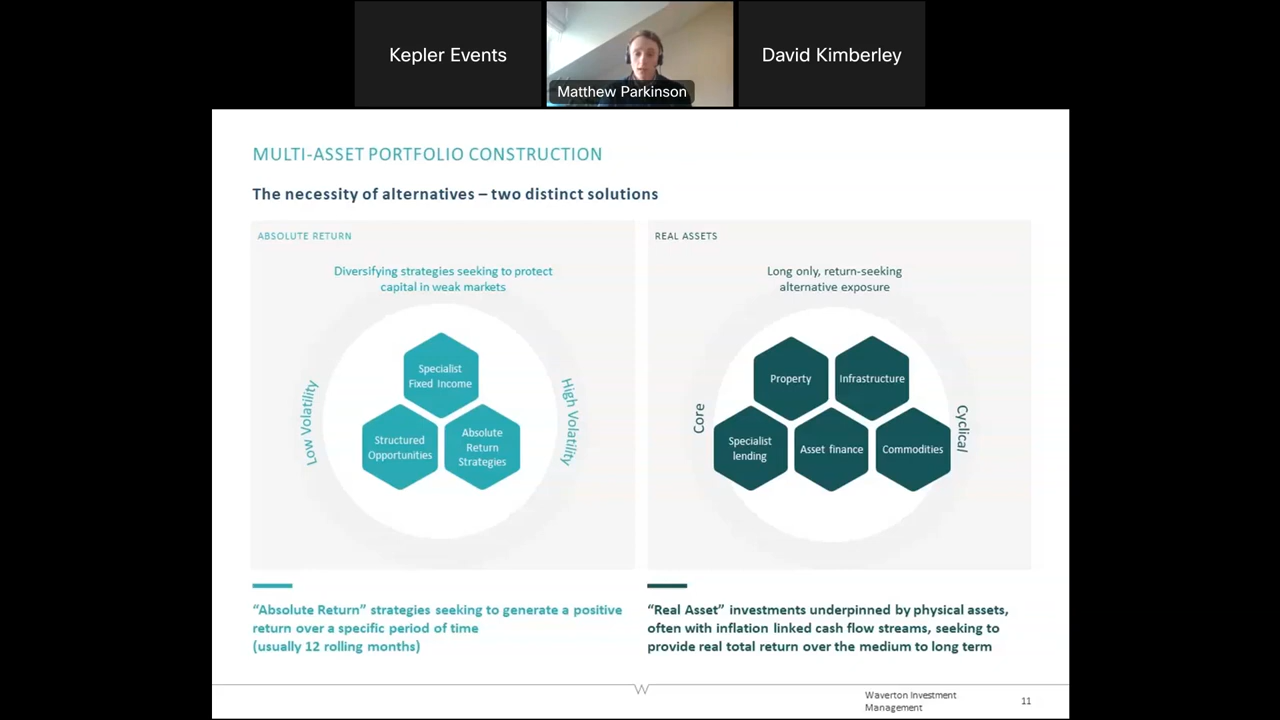 Kepler Events
Matthew Parkinson
David Kimberley
MULTI-ASSET PORTFOLIO CONSTRUCTION
The necessity of alternatives – two distinct solutions
ABSOLUTE RETURN
Diversifying strategies seeking to protect
capital in weak markets
Low Volatility
High Volatility
Specialist
Fixed Income
Structured
Opportunities
Absolute
Return
Strategies
“Absolute Return” strategies seeking to generate a positive
return over a specific period of time
(usually 12 rolling months)
REAL ASSETS
Long only, return-seeking
alternative exposure
Core
Cyclical
Property
Infrastructure
Specialist
lending
Asset finance
Commodities
“Real Asset” investments underpinned by physical assets,
often with inflation linked cash flow streams, seeking to
provide real total return over the medium to long term
Waverton Investment
Management
11